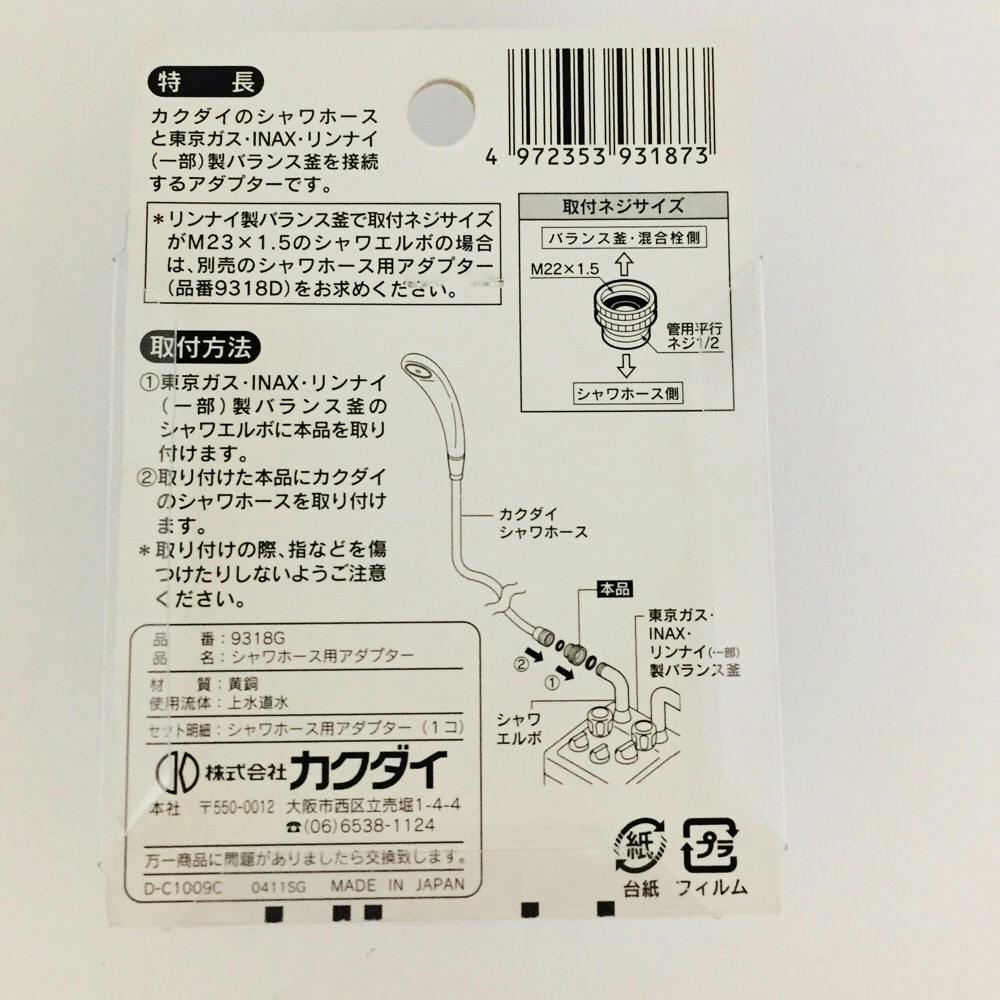 特 長
カクダイのシャワホース
と東京ガス・INAX・リンナイ
(一部)製バランス釜を接続
するアダプターです。
4 972353 931873
*リンナイ製バランス釜で取付ネジサイズ
がM23×1.5のシャワエルボの場合
は、別売のシャワホース用アダプター
(品番9318D)をお求めください。
取付ネジサイズ
バランス釜・混合栓側
M22×1.5
管用平行
ネジ1/2
シャワホース側
取付方法
①東京ガス・INAX・リンナイ
(一部)製バランス釜の
シャワエルボに本品を取り
付けます。
②取り付けた本品にカクダイ
のシャワホースを取り付け
ます。
*取り付けの際、指などを傷
つけたりしないようご注意
ください。
カクダイ
シャワホース
本品
東京ガス・
INAX・
リンナイ(一部)
製バランス釜
②
①
シャワ
エルボ
品 番:9318G
品 名:シャワホース用アダプター
材 質:黄銅
使用流体:上水道水
セット明細:シャワホース用アダプター(1コ)
株式会社カクダイ
本社 〒550-0012 大阪市西区立売堀1-4-4
☎(06)6538-1124
万一商品に問題がありましたら交換致します。
D-C1009C 0411SG MADE IN JAPAN
紙
台紙
プラ
フィルム